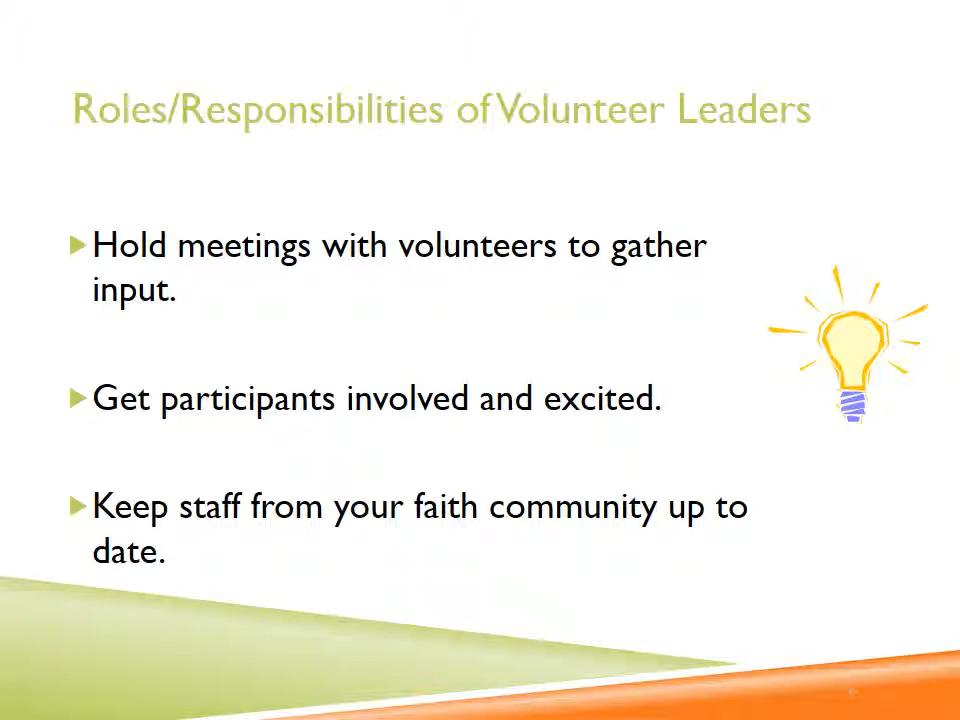 Roles/Responsibilities of Volunteer Leaders
Hold meetings with volunteers to gather
input.
Get participants involved and excited.
Keep staff from your faith community up to
date.